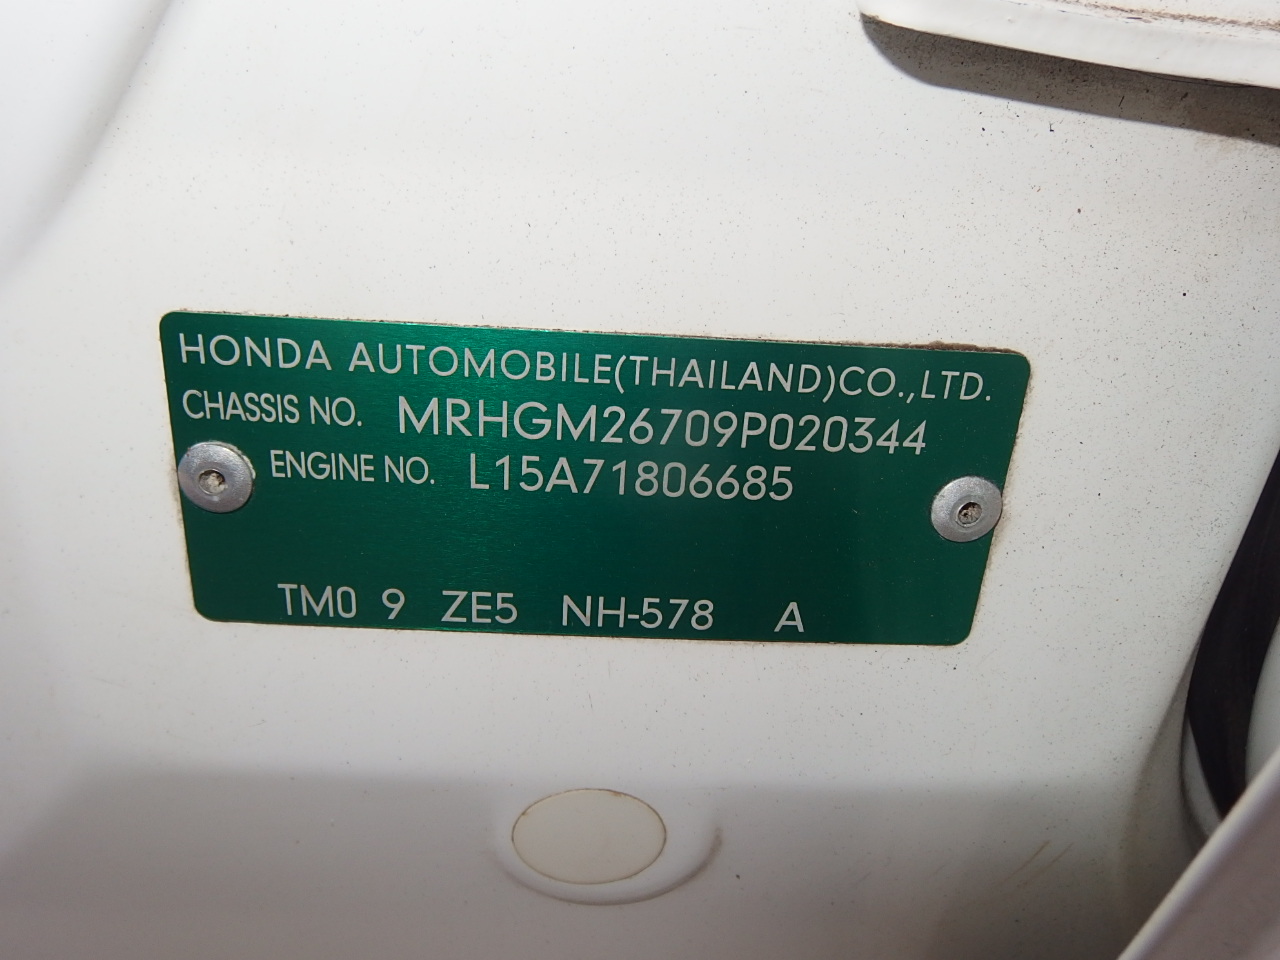 HONDA AUTOMOBILE(THAILAND)CO.,LTD.
CHASSIS NO. MRHGM26709P020344
ENGINE NO. L15A71806685
TM0 9 ZE5 NH-578 A